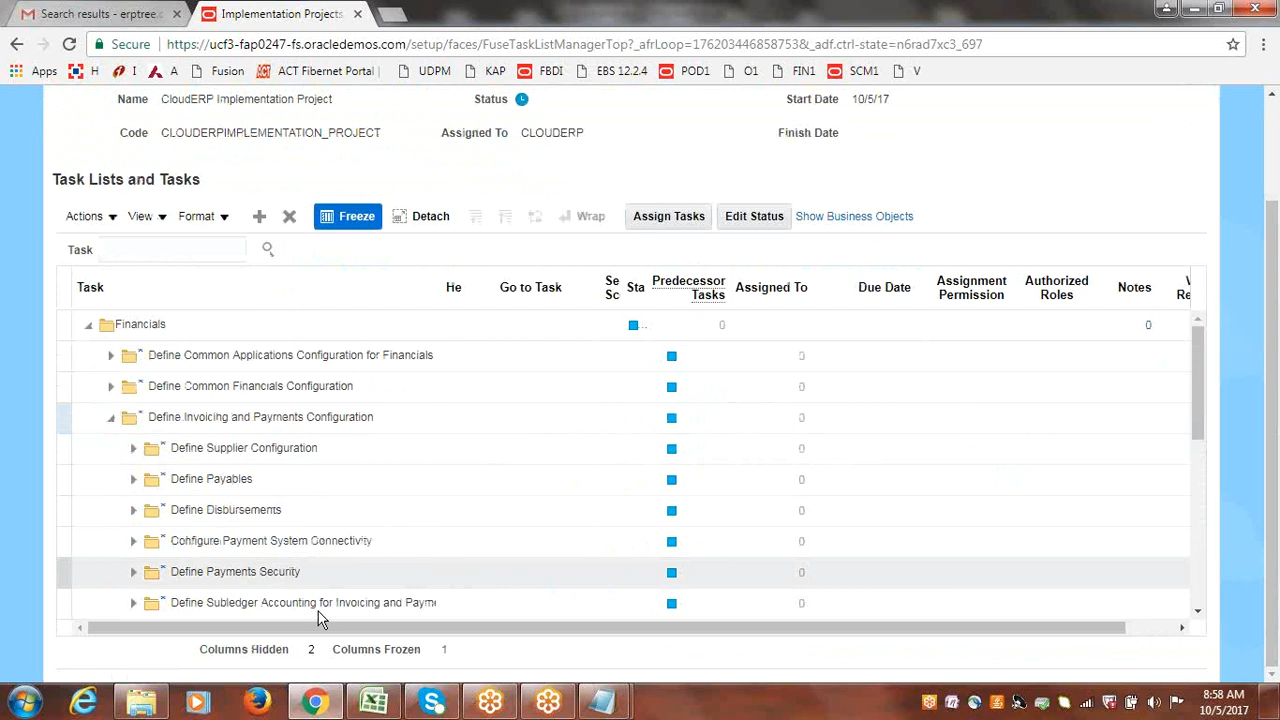 Search results - erptree.c
Implementation Projects
Secure
https://ucf3-fap0247-fs.oracledemos.com/setup/faces/FuseTaskListManagerTop?_afrLoop=1762034468588753&_adf.ctrl-state=n6rad7xc3_697
Apps H I A Fusion ACT Fibernet Portal UDPM KAP FBDI EBS 12.2.4 POD1 O1 FIN1 SCM1 V
Name CloudERP Implementation Project Status Start Date 10/5/17
Code CLOUDERPIMPLEMENTATION_PROJECT Assigned To CLOUDERP Finish Date
Task Lists and Tasks
Actions View Format Freeze Detach Wrap Assign Tasks Edit Status Show Business Objects
Task
Task He Go to Task Se Sc Sta Predecessor Tasks Assigned To Due Date Assignment Permission Authorized Roles Notes W Re
Financials ... 0 0
Define Common Applications Configuration for Financials 0
Define Common Financials Configuration 0
Define Invoicing and Payments Configuration 0
Define Supplier Configuration 0
Define Payables 0
Define Disbursements 0
Configure Payment System Connectivity 0
Define Payments Security 0
Define Subledger Accounting for Invoicing and Payme 0
Columns Hidden 2 Columns Frozen 1
8:58 AM
10/5/2017